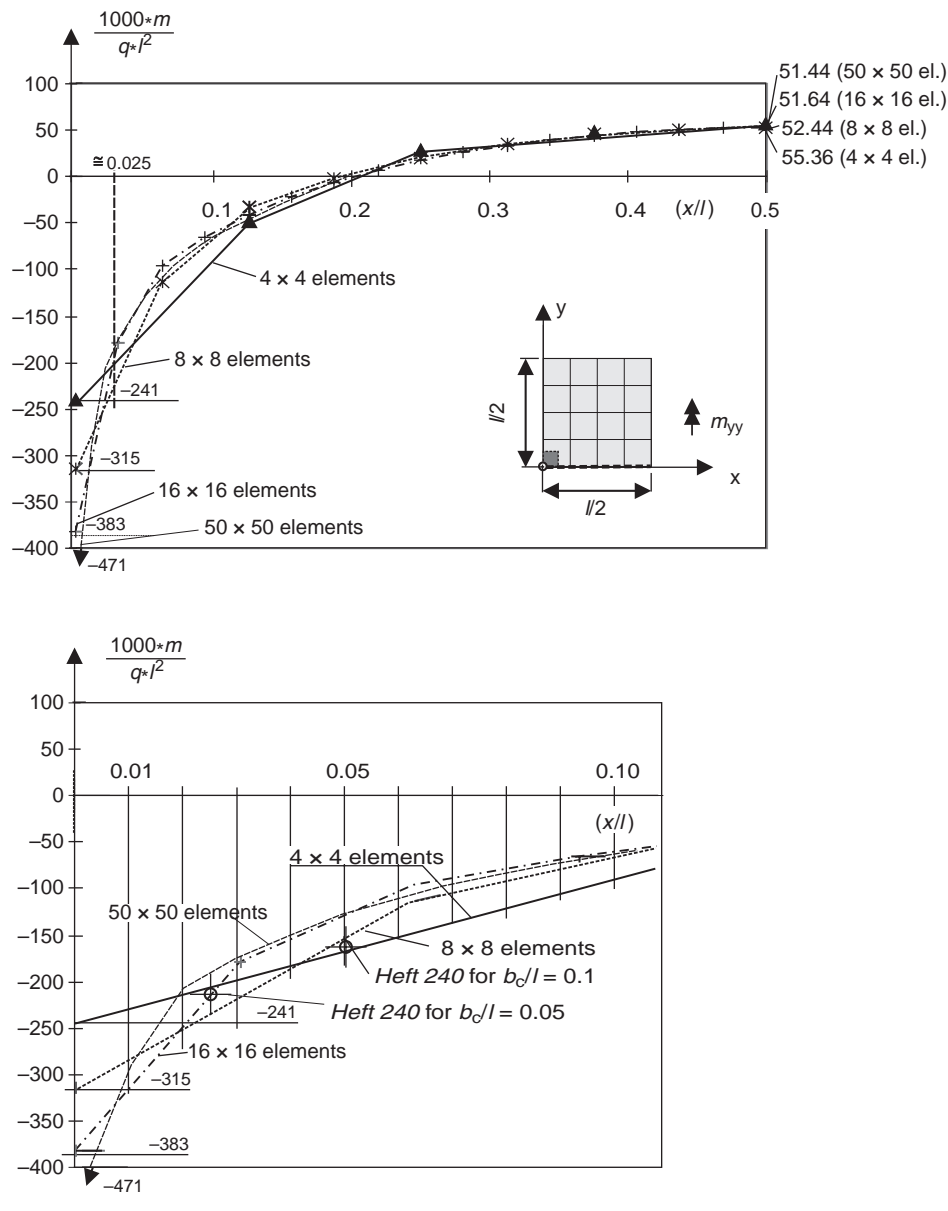 1000*m
q*l²
100
50
0
–50
–100
–150
–200
–250
–300
–350
–400
≅ 0.025
0.1
0.2
0.3
0.4
(x/l)
0.5
51.44 (50 × 50 el.)
51.64 (16 × 16 el.)
52.44 (8 × 8 el.)
55.36 (4 × 4 el.)
4 × 4 elements
8 × 8 elements
–241
–315
16 × 16 elements
–383
50 × 50 elements
–471
y
l/2
m_yy
x
l/2
1000*m
q*l²
100
50
0
–50
–100
–150
–200
–250
–300
–350
–400
0.01
0.05
0.10
(x/l)
4 × 4 elements
50 × 50 elements
8 × 8 elements
Heft 240 for b_c/l = 0.1
Heft 240 for b_c/l = 0.05
–241
16 × 16 elements
–315
–383
–471